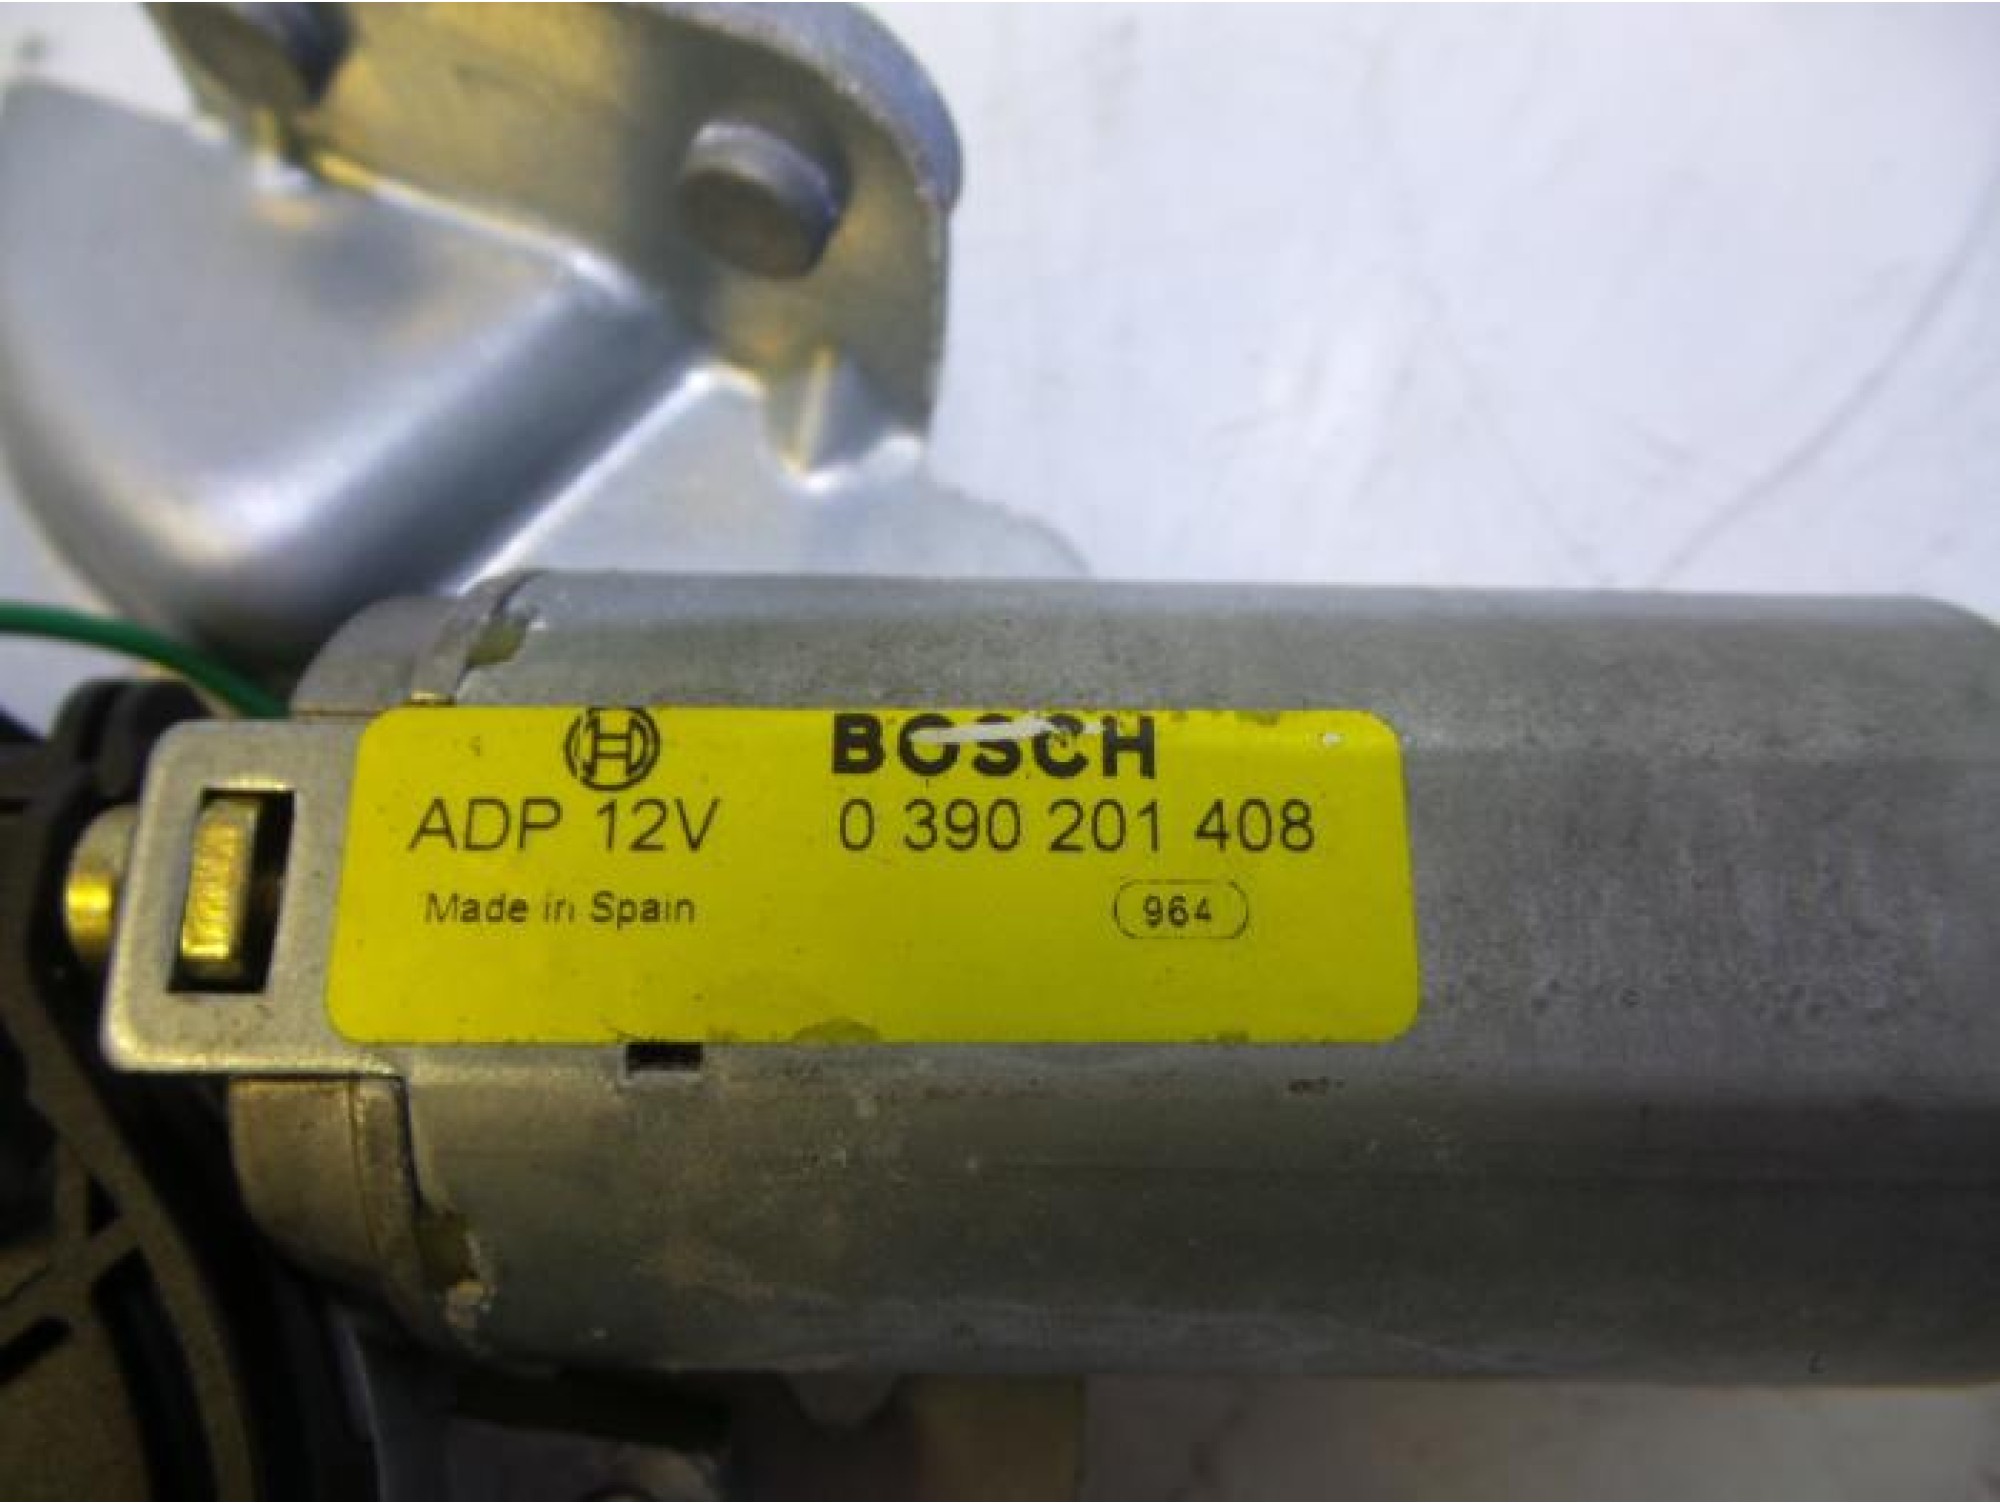 BOSCH
ADP 12V 0 390 201 408
Made in Spain 964